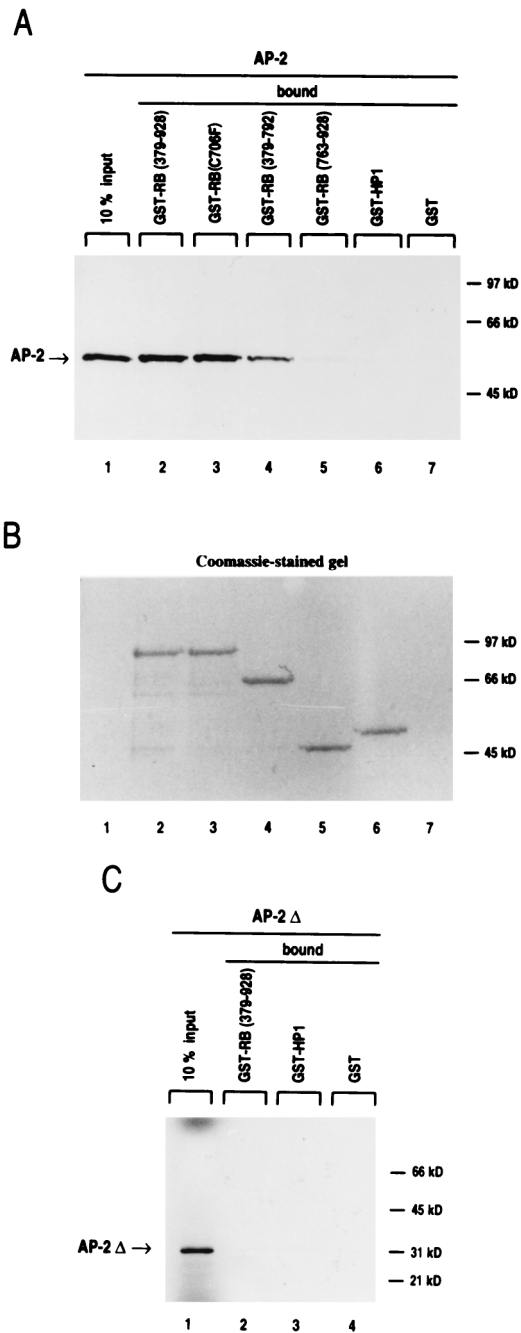 A
AP-2
bound
10 % input
GST-RB (379-928)
GST-RB(C706F)
GST-RB (379-792)
GST-RB (763-928)
GST-HP1
GST
97 kD
66 kD
AP-2 →
45 kD
1 2 3 4 5 6 7
B
Coomassie-stained gel
97 kD
66 kD
45 kD
1 2 3 4 5 6 7
C
AP-2 Δ
bound
10 % input
GST-RB (379-928)
GST-HP1
GST
66 kD
45 kD
AP-2 Δ →
31 kD
21 kD
1 2 3 4